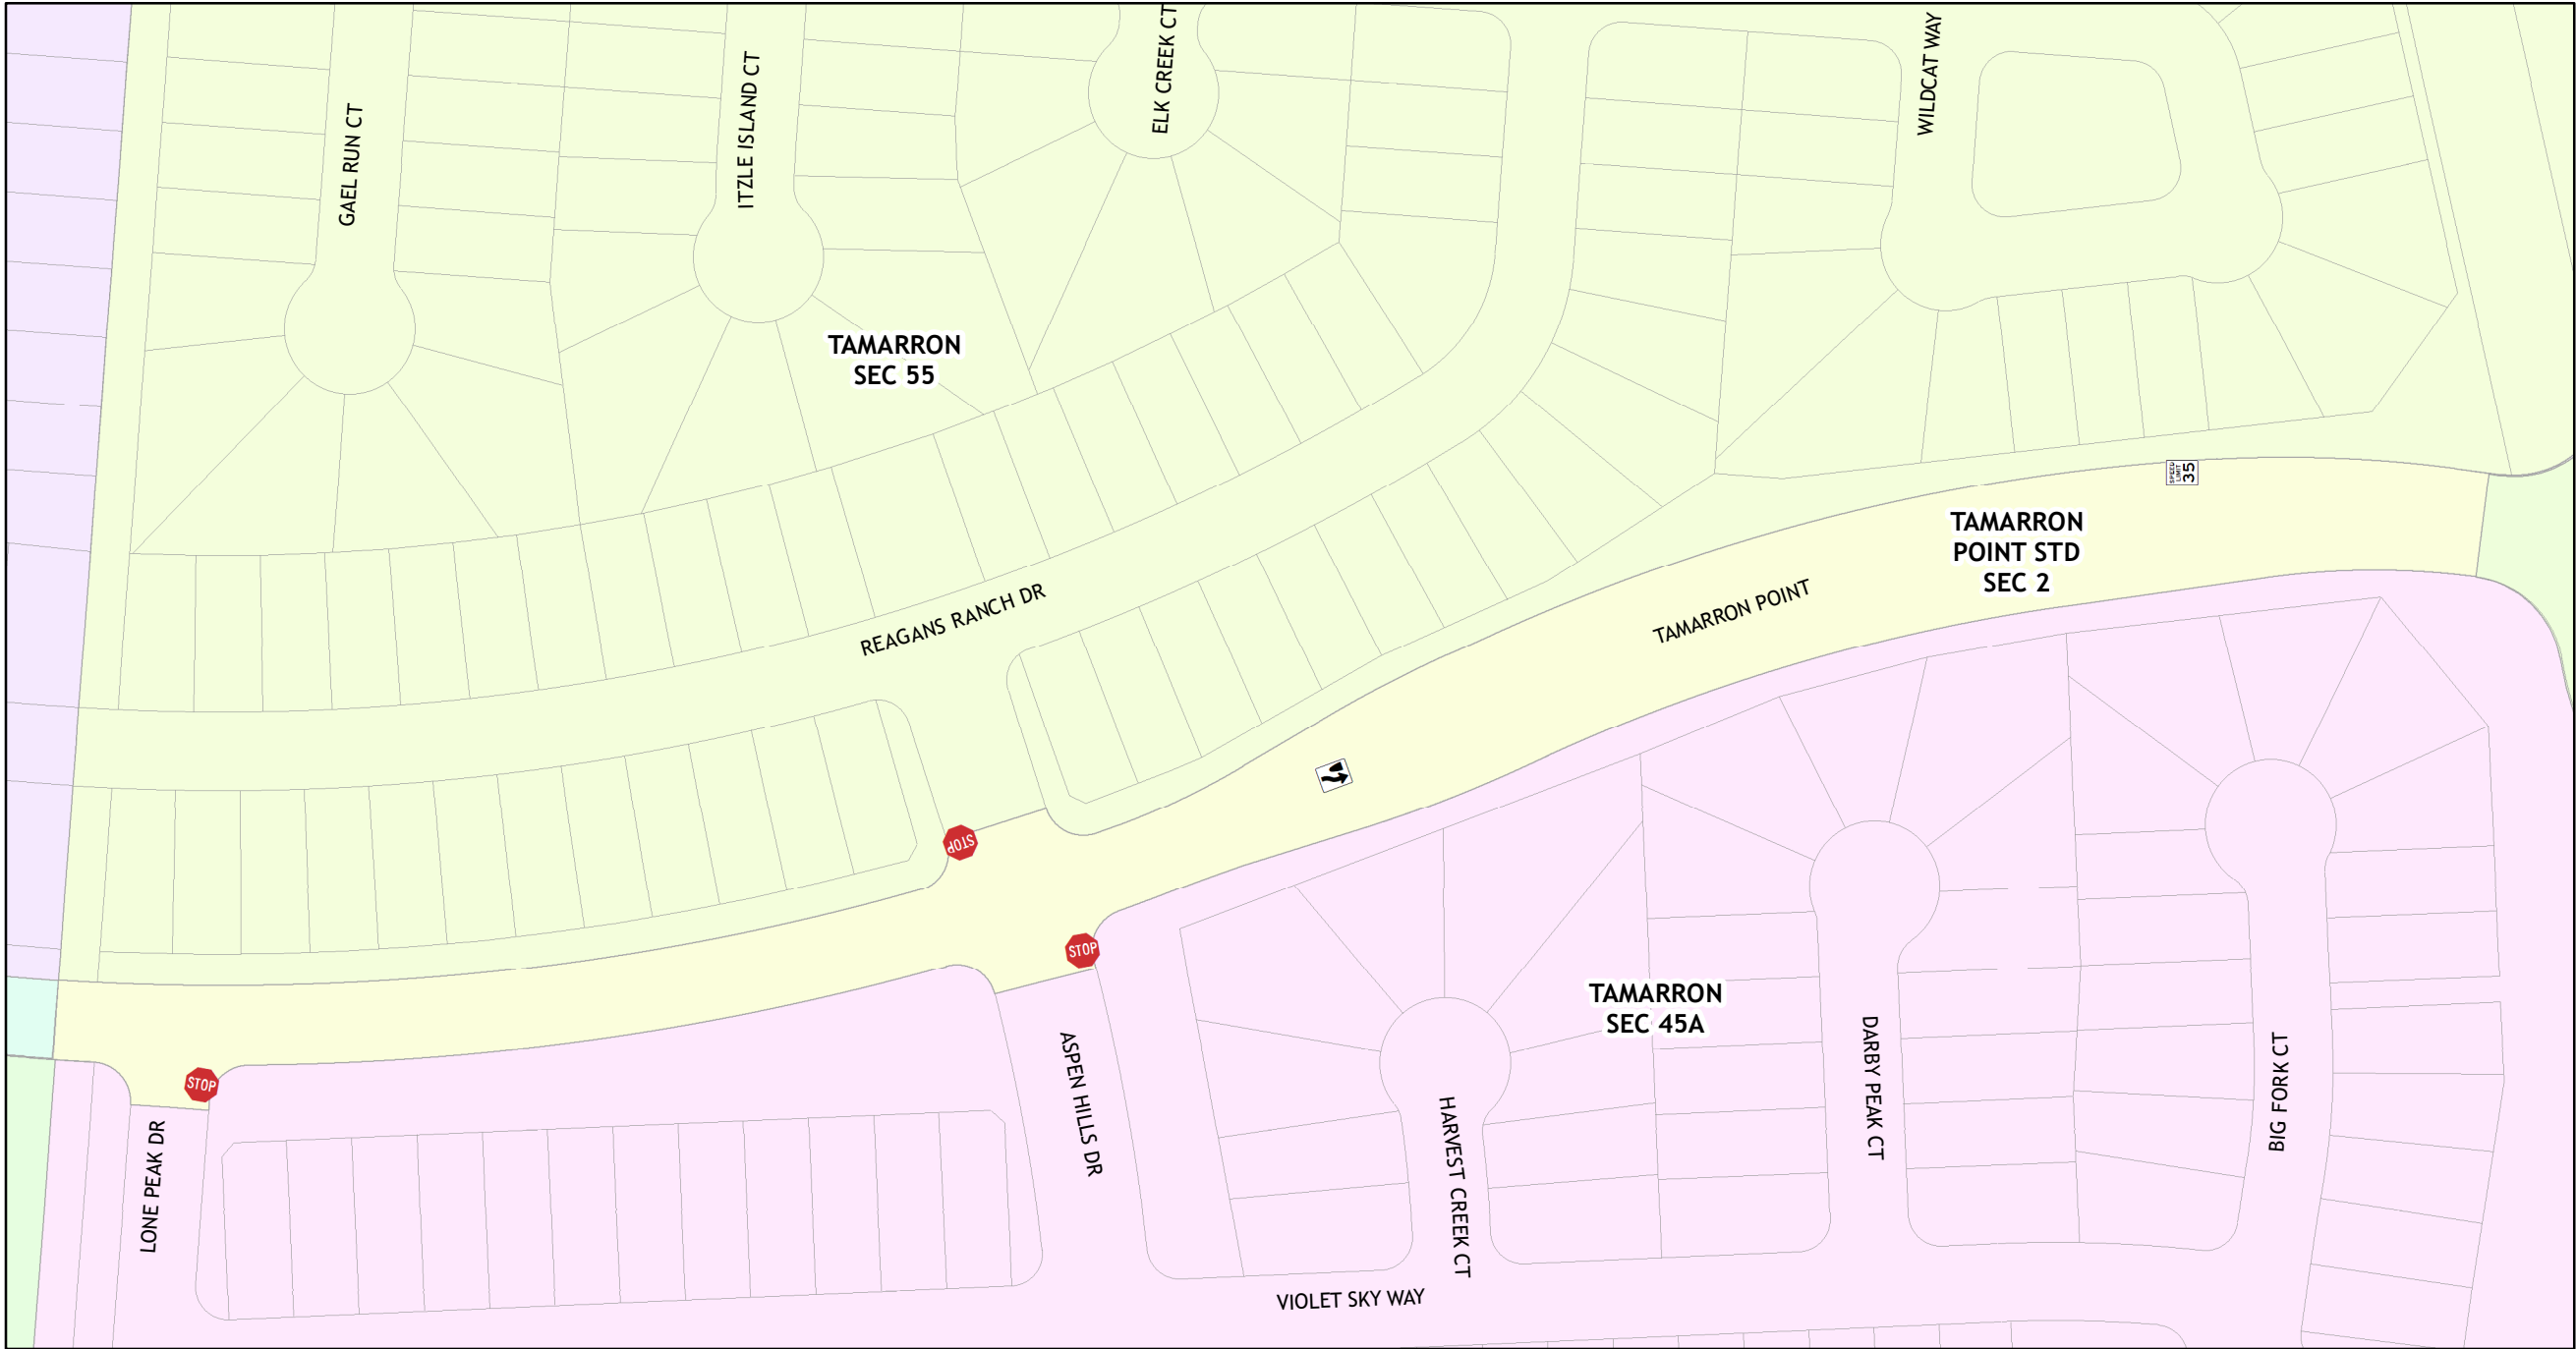 ELK CREEK CT
WILDCAT WAY
ITZLE ISLAND CT
GAEL RUN CT
TAMARRON
SEC 55
SPEED
LIMIT
35
TAMARRON
POINT STD
SEC 2
REAGANS RANCH DR
TAMARRON POINT
STOP
STOP
TAMARRON
SEC 45A
STOP
ASPEN HILLS DR
DARBY PEAK CT
BIG FORK CT
HARVEST CREEK CT
LONE PEAK DR
VIOLET SKY WAY